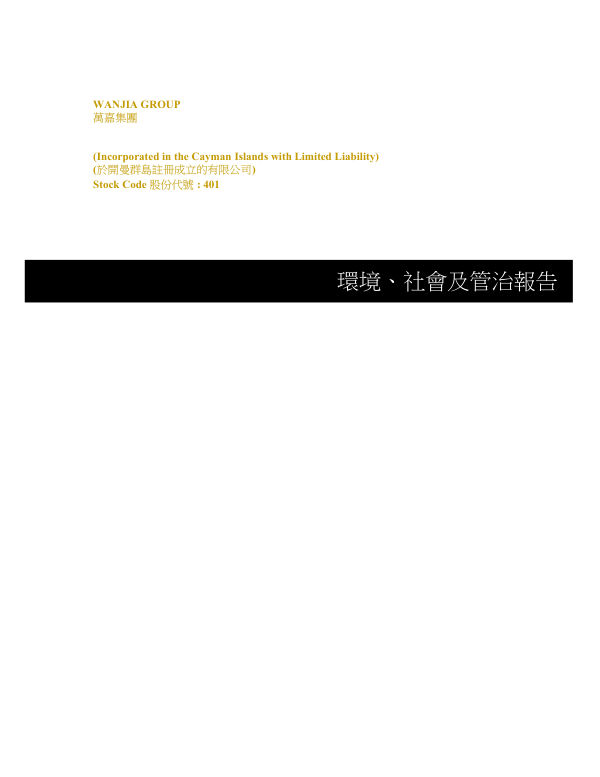 WANJIA GROUP
萬嘉集團
(Incorporated in the Cayman Islands with Limited Liability)
(於開曼群島註冊成立的有限公司)
Stock Code 股份代號 : 401
環境、社會及管治報告